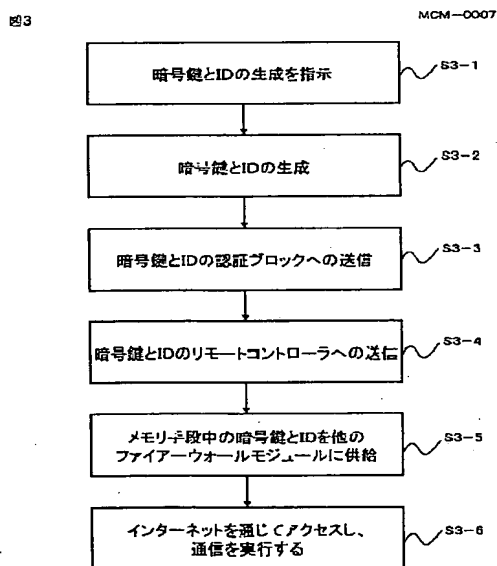 図3
MCM-0007
暗号鍵とIDの生成を指示
S3-1
暗号鍵とIDの生成
S3-2
暗号鍵とIDの認証ブロックへの送信
S3-3
暗号鍵とIDのリモートコントローラへの送信
S3-4
メモリ手段中の暗号鍵とIDを他の
ファイアーウォールモジュールに供給
S3-5
インターネットを通じてアクセスし、
通信を実行する
S3-6